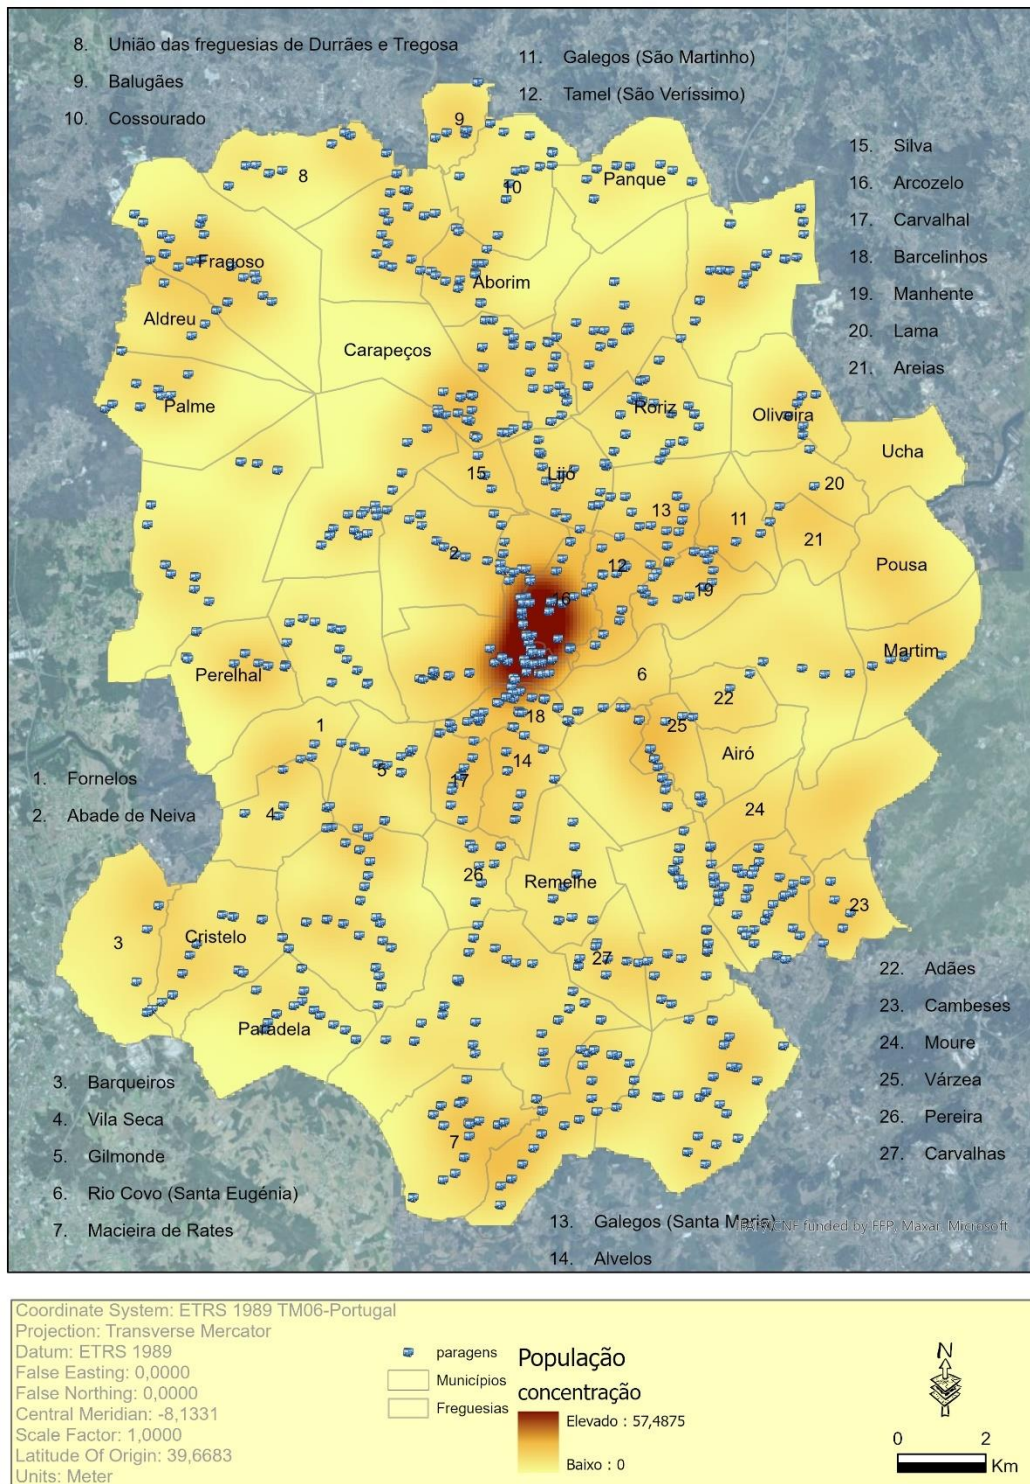 8. União das freguesias de Durrães e Tregosa
9. Balugães
10. Cossourado
11. Galegos (São Martinho)
12. Tamel (São Veríssimo)
15. Silva
16. Arcozelo
17. Carvalhal
18. Barcelinhos
19. Manhente
20. Lama
21. Areias
9
8
10
Panque
Fragoso
Aborim
Aldreu
Carapeços
Palme
Roriz
Oliveira
Ucha
15
Lijó
20
13
11
21
2
12
Pousa
16
19
Perelhal
6
Martim
22
18
25
1
14
Airó
5
17
4
24
26
Remelhe
3
Cristelo
23
27
Paradela
7
1. Fornelos
2. Abade de Neiva
3. Barqueiros
4. Vila Seca
5. Gilmonde
6. Rio Covo (Santa Eugénia)
7. Macieira de Rates
22. Adães
23. Cambeses
24. Moure
25. Várzea
26. Pereira
27. Carvalhas
13. Galegos (Santa Maria)
14. Alvelos
funded by FFP, Maxar, Microsoft
Coordinate System: ETRS 1989 TM06-Portugal
Projection: Transverse Mercator
Datum: ETRS 1989
False Easting: 0,0000
False Northing: 0,0000
Central Meridian: -8,1331
Scale Factor: 1,0000
Latitude Of Origin: 39,6683
Units: Meter
paragens
Municípios
Freguesias
População
concentração
Elevado : 57,4875
Baixo : 0
N
0 2
Km